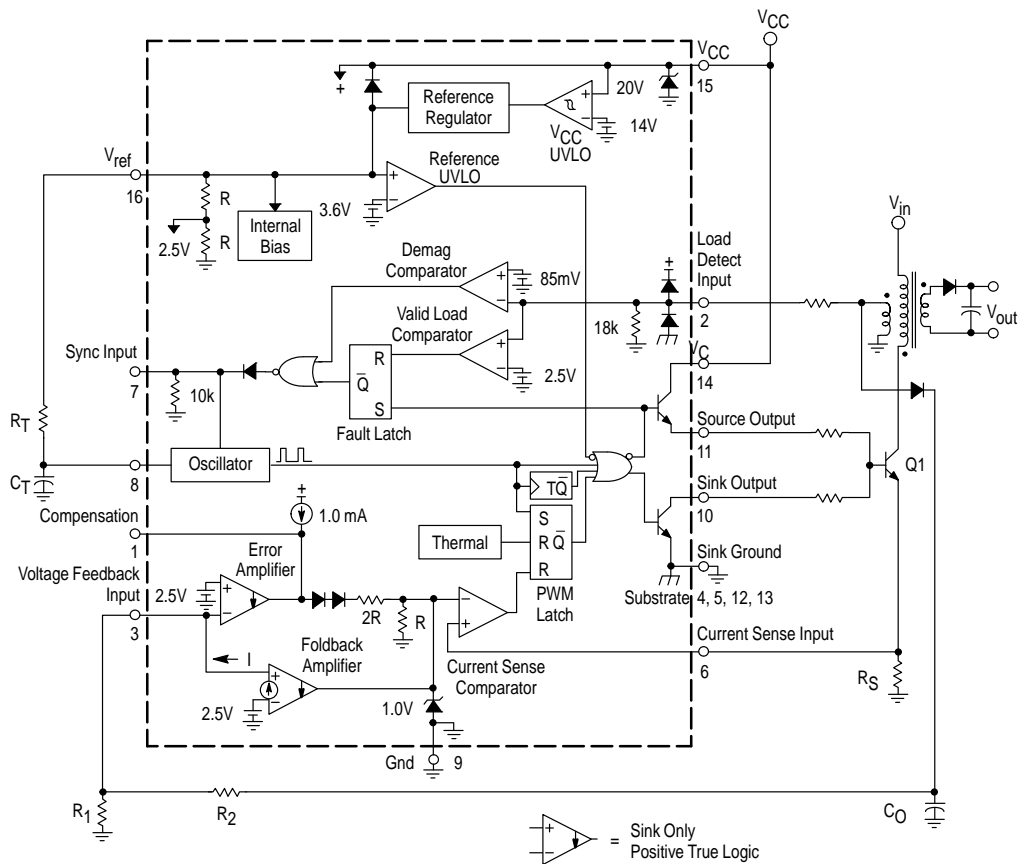 VCC
VCC
15
20V
14V
Reference
Regulator
VCC
UVLO
Vref
16
R
R
2.5V
Internal
Bias
Reference
UVLO
3.6V
Demag
Comparator
85mV
Load
Detect
Input
2
Vin
Vout
Valid Load
Comparator
18k
2.5V
VC
14
Sync Input
7
10k
R
Q
S
Fault Latch
Source Output
11
Q1
RT
CT
8
Oscillator
TQ
Sink Output
10
Compensation
1
1.0 mA
Thermal
S
R Q
R
PWM
Latch
Sink Ground
Substrate 4, 5, 12, 13
Voltage Feedback
Input
3
Error
Amplifier
2.5V
2R
R
Current Sense
Comparator
Current Sense Input
6
RS
I
Foldback
Amplifier
2.5V
1.0V
Gnd 9
R1
R2
CO
= Sink Only
Positive True Logic